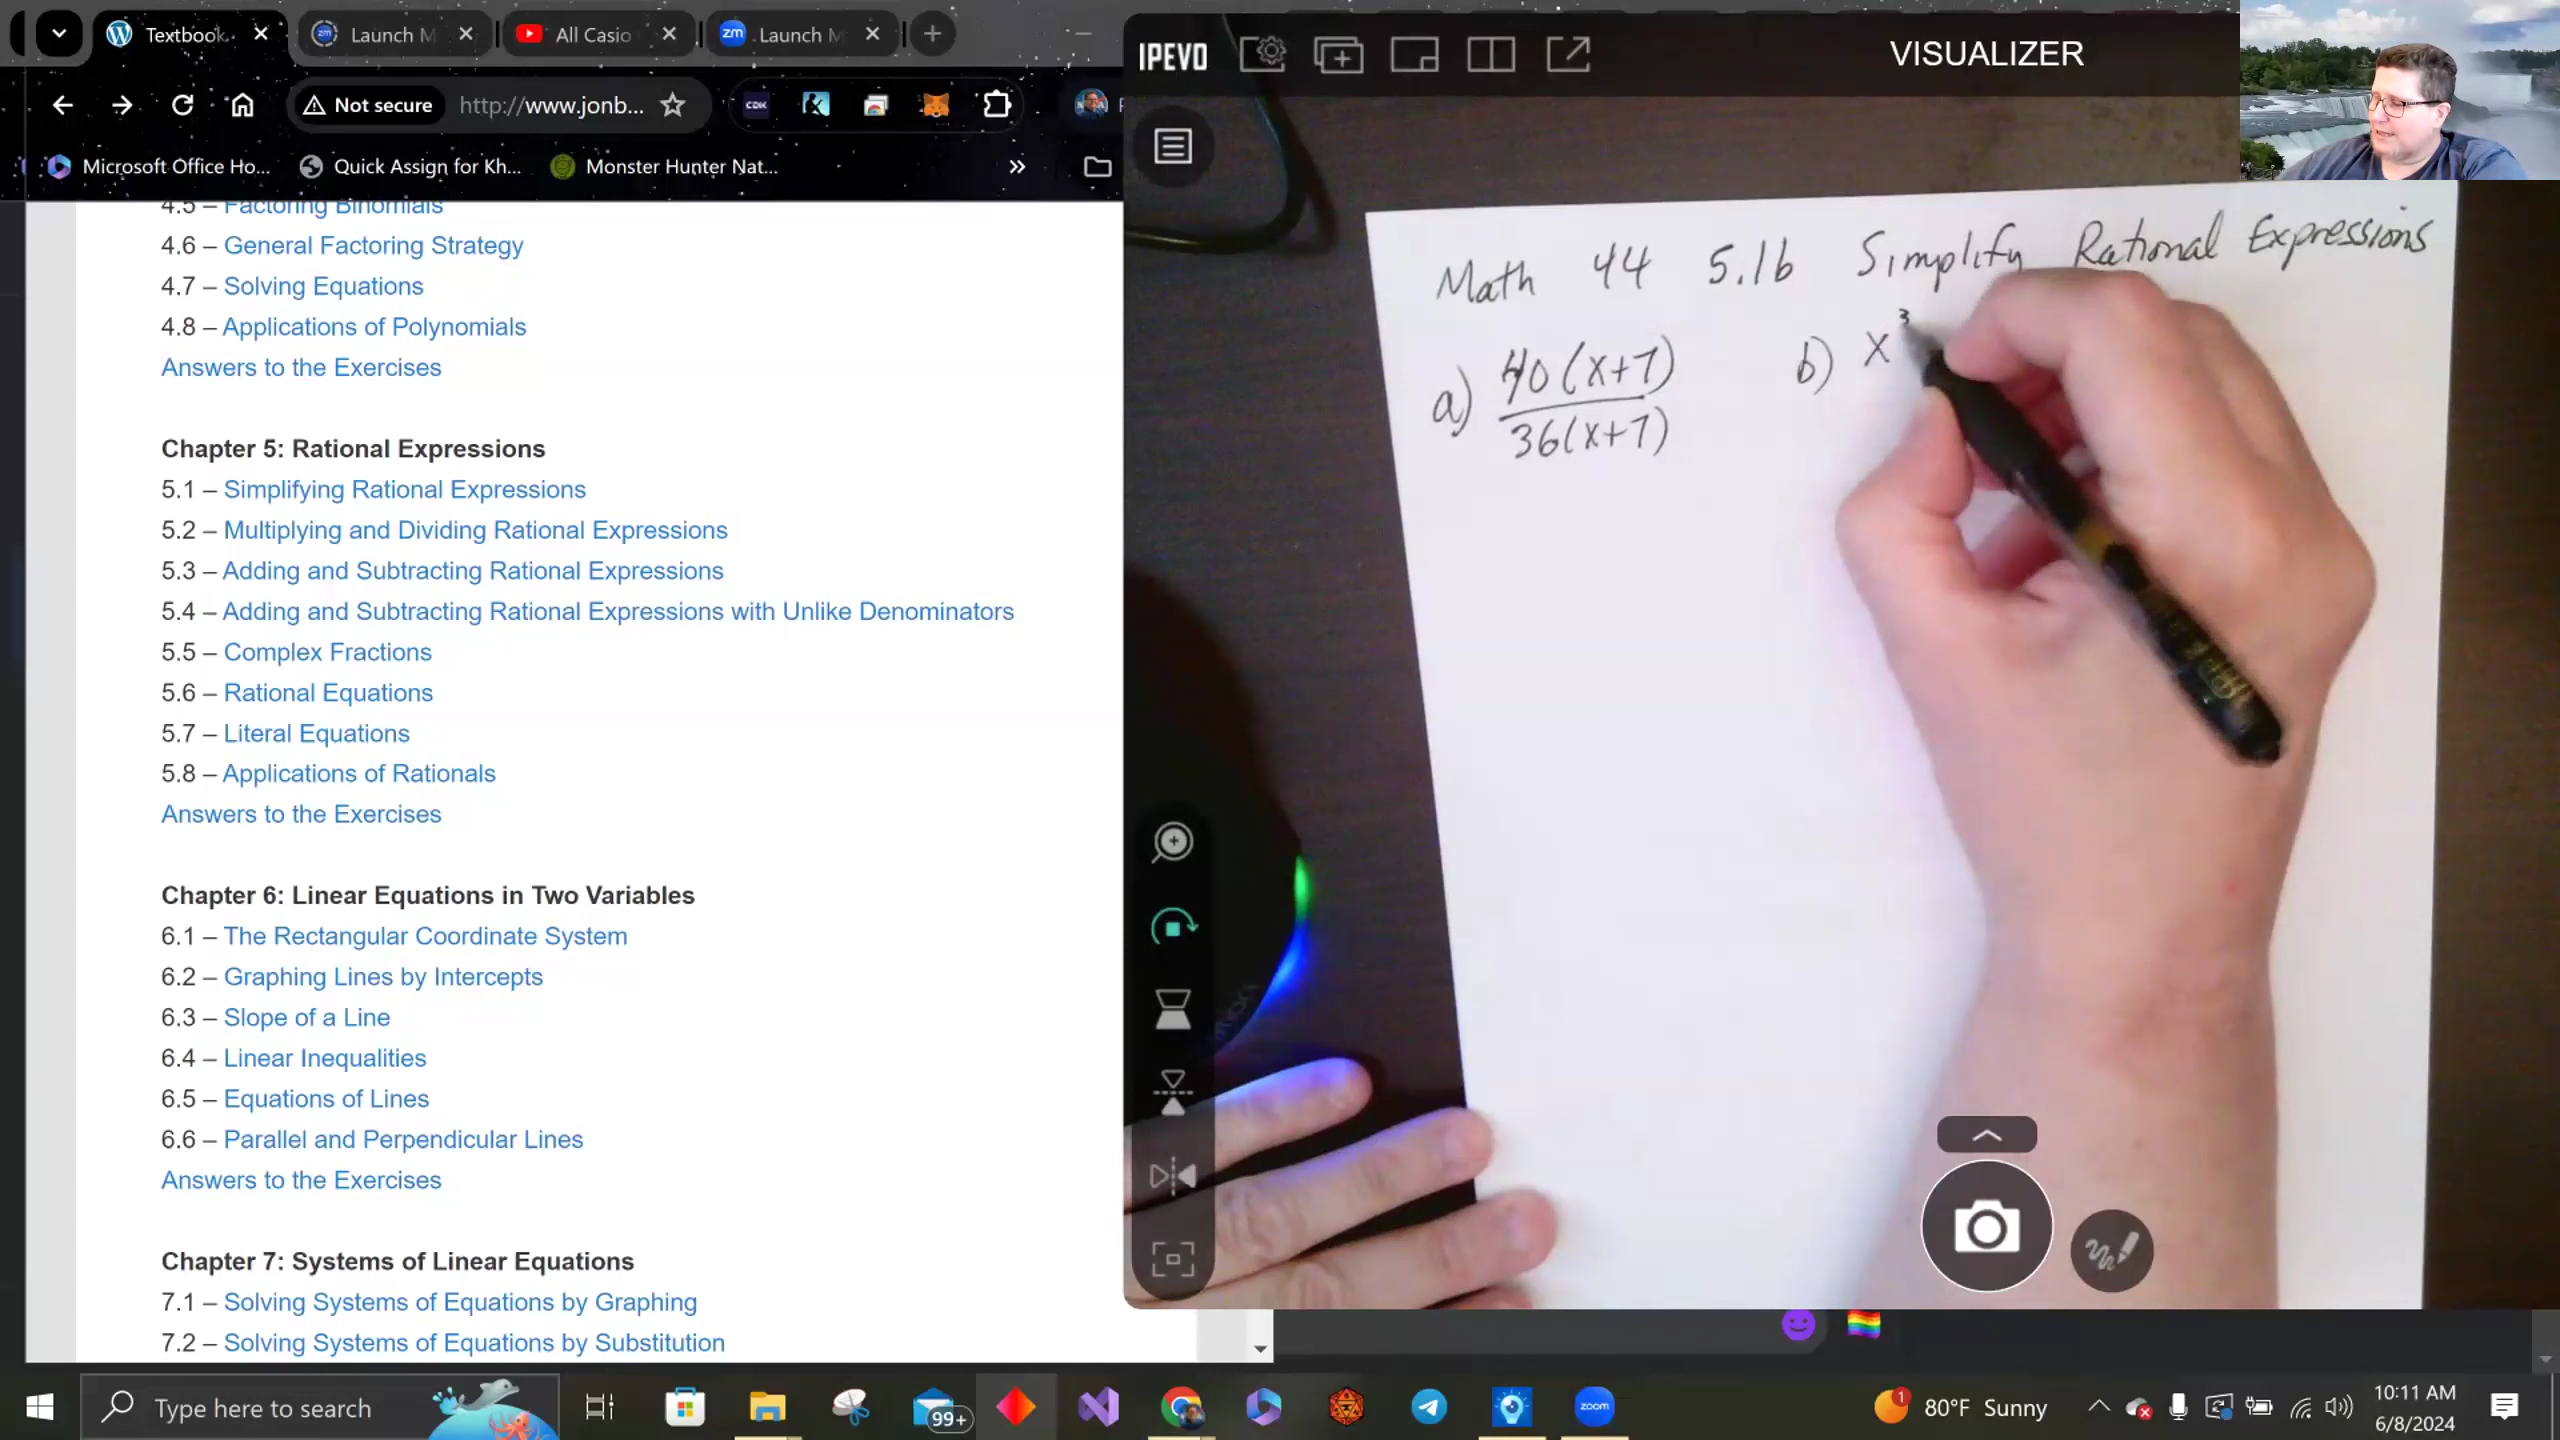 Textbook
Launch M
All Casio
Launch M
Not secure
http://www.jonb...
Microsoft Office Ho...
Quick Assign for Kh...
Monster Hunter Nat...
»
4.5 – Factoring Binomials
4.6 – General Factoring Strategy
4.7 – Solving Equations
4.8 – Applications of Polynomials
Answers to the Exercises
Chapter 5: Rational Expressions
5.1 – Simplifying Rational Expressions
5.2 – Multiplying and Dividing Rational Expressions
5.3 – Adding and Subtracting Rational Expressions
5.4 – Adding and Subtracting Rational Expressions with Unlike Denominators
5.5 – Complex Fractions
5.6 – Rational Equations
5.7 – Literal Equations
5.8 – Applications of Rationals
Answers to the Exercises
Chapter 6: Linear Equations in Two Variables
6.1 – The Rectangular Coordinate System
6.2 – Graphing Lines by Intercepts
6.3 – Slope of a Line
6.4 – Linear Inequalities
6.5 – Equations of Lines
6.6 – Parallel and Perpendicular Lines
Answers to the Exercises
Chapter 7: Systems of Linear Equations
7.1 – Solving Systems of Equations by Graphing
7.2 – Solving Systems of Equations by Substitution
IPEVO
VISUALIZER
Math 44 5.1b Simplify Rational Expressions
a) 40(x+7)
36(x+7)
b) x³
Type here to search
99+
zoom
1
80°F Sunny
10:11 AM
6/8/2024